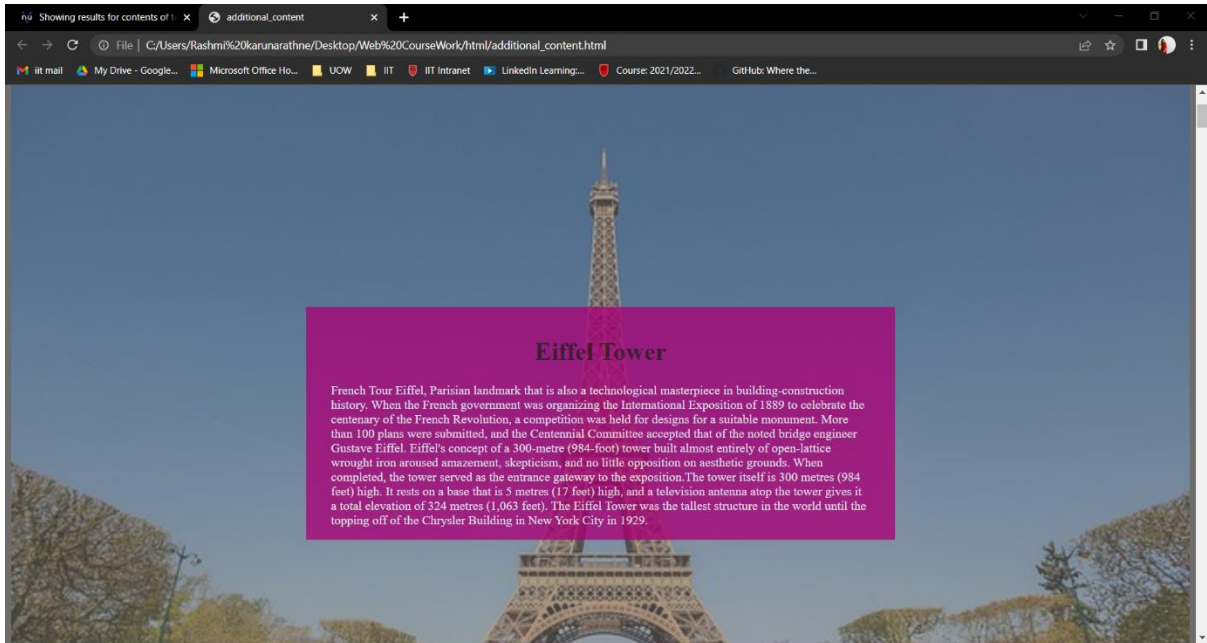 Showing results for contents of t
additional_content
File | C:/Users/Rashmi%20karunarathne/Desktop/Web%20CourseWork/html/additional_content.html
iit mail My Drive - Google... Microsoft Office Ho... UOW IIT IIT Intranet LinkedIn Learning:... Course: 2021/2022... GitHub: Where the...
Eiffel Tower
French Tour Eiffel, Parisian landmark that is also a technological masterpiece in building-construction
history. When the French government was organizing the International Exposition of 1889 to celebrate the
centenary of the French Revolution, a competition was held for designs for a suitable monument. More
than 100 plans were submitted, and the Centennial Committee accepted that of the noted bridge engineer
Gustave Eiffel. Eiffel's concept of a 300-metre (984-foot) tower built almost entirely of open-lattice
wrought iron aroused amazement, skepticism, and no little opposition on aesthetic grounds. When
completed, the tower served as the entrance gateway to the exposition.The tower itself is 300 metres (984
feet) high. It rests on a base that is 5 metres (17 feet) high, and a television antenna atop the tower gives it
a total elevation of 324 metres (1,063 feet). The Eiffel Tower was the tallest structure in the world until the
topping off of the Chrysler Building in New York City in 1929.